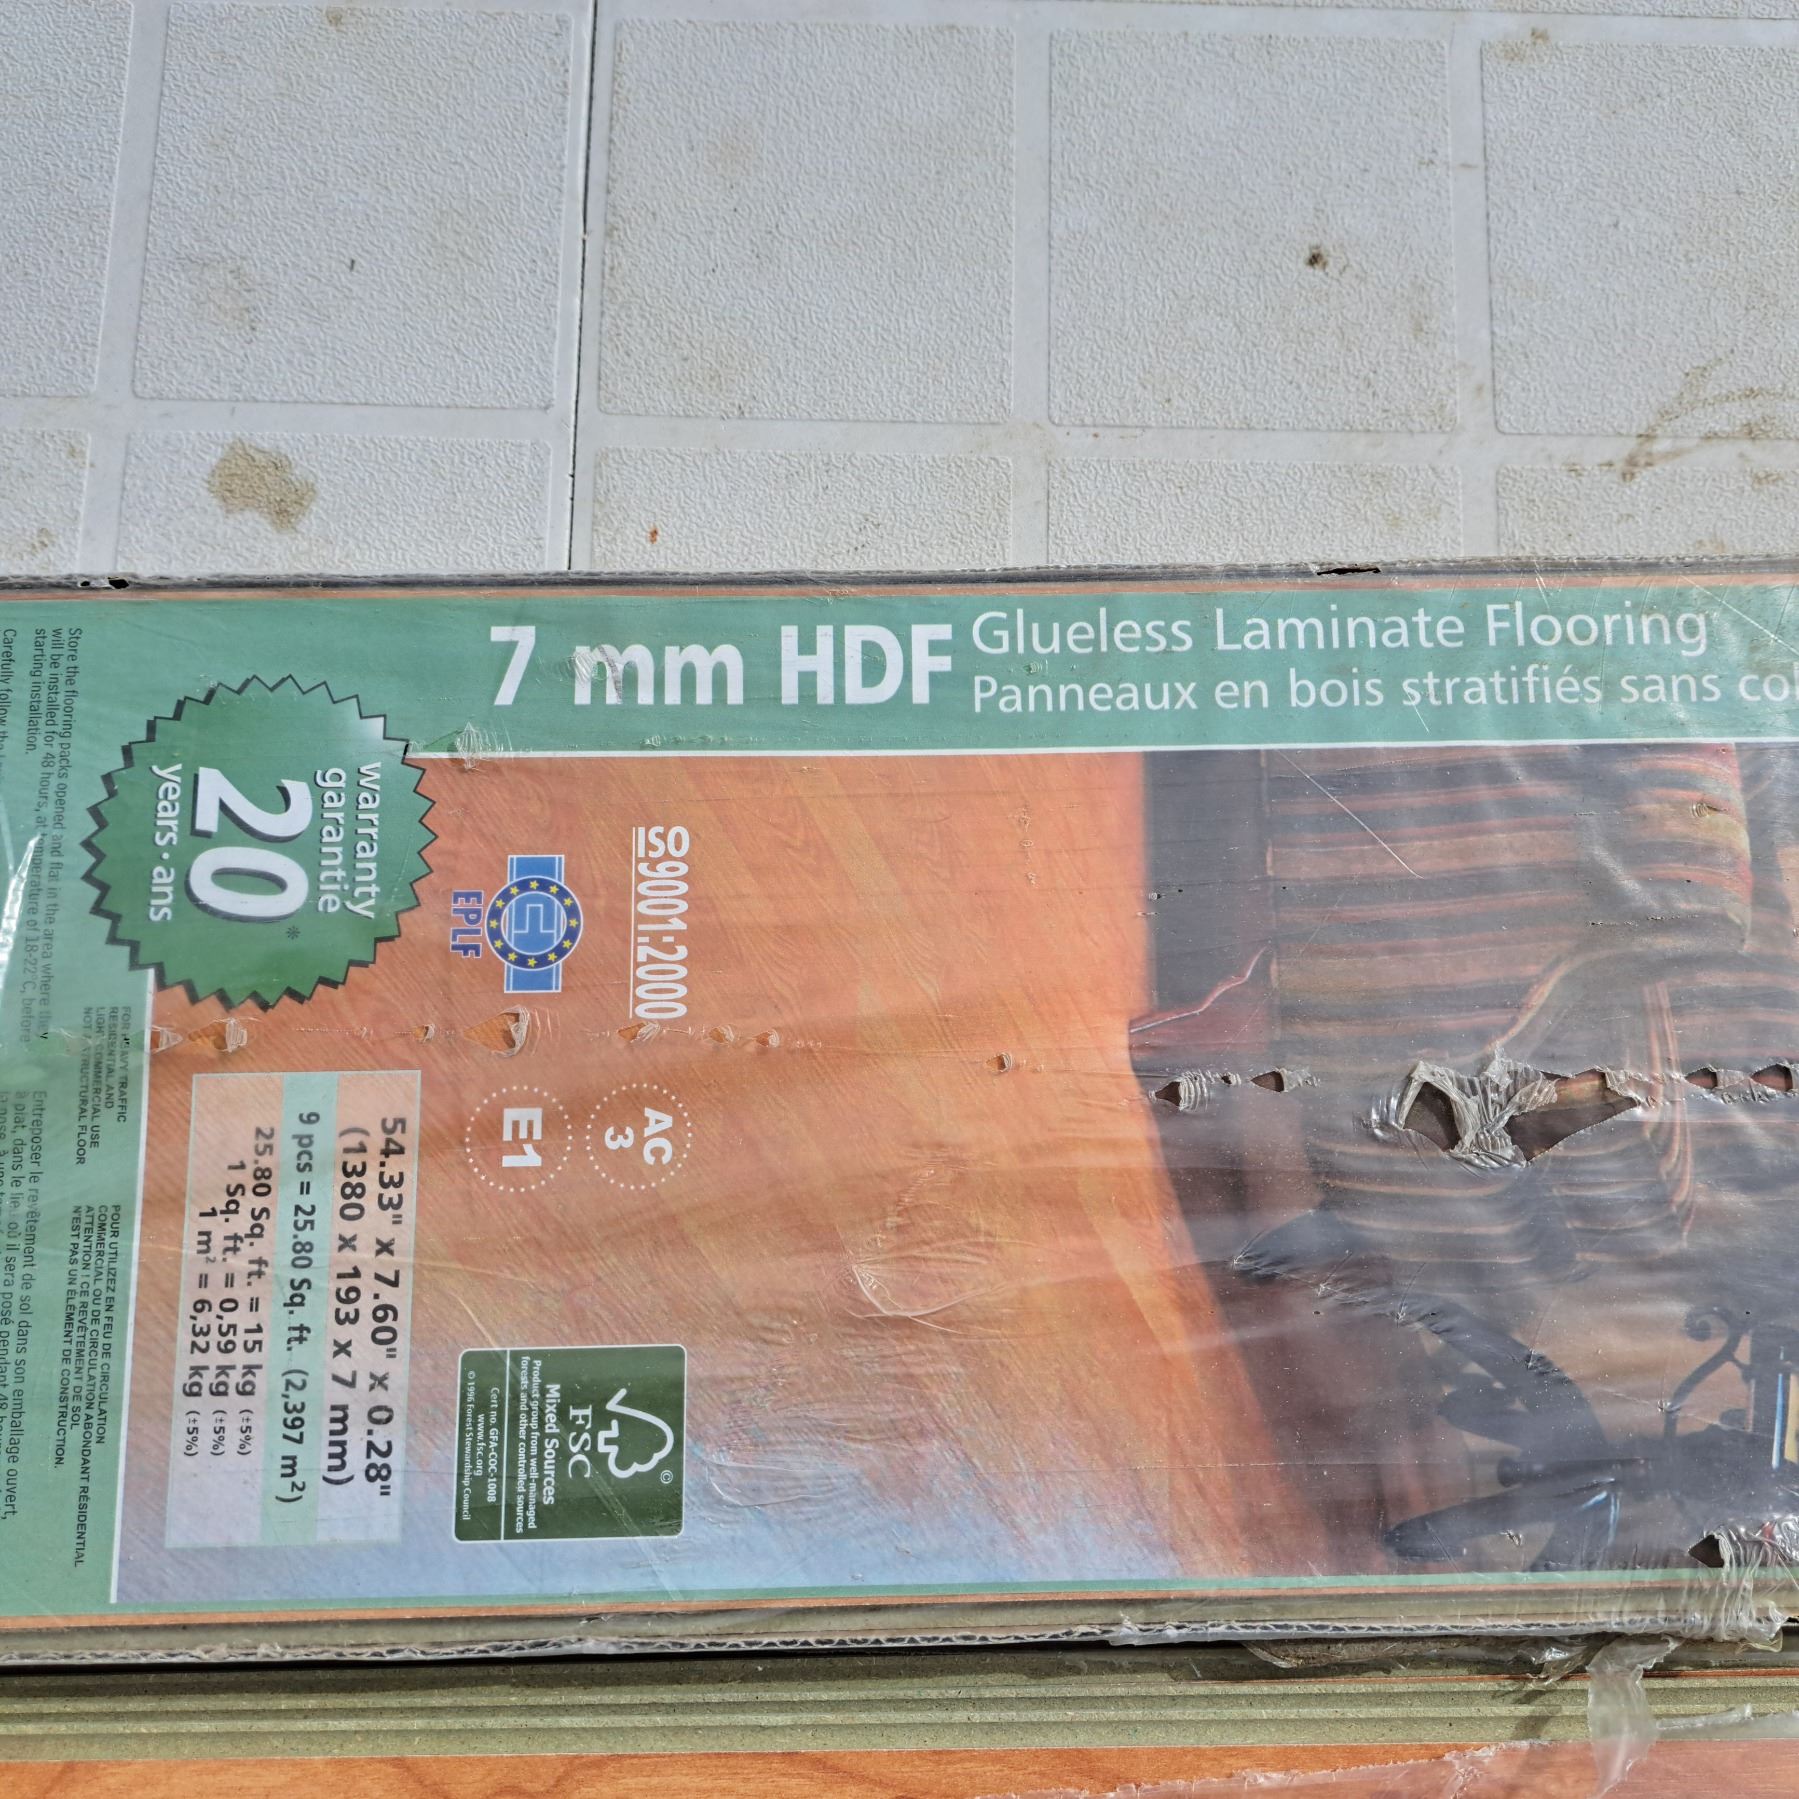 7 mm HDF
Glueless Laminate Flooring
Panneaux en bois stratifiés sans col
warranty
garantie
20*
years • ans
ISO9001:2000
EPLF
AC
3
E1
54.33" x 7.60" x 0.28"
(1380 x 193 x 7 mm)
9 pcs = 25.80 Sq. ft. (2,397 m²)
25.80 Sq. ft. = 15 kg (±5%)
1 Sq. ft. = 0,59 kg (±5%)
1 m² = 6,32 kg (±5%)
©
FSC
Mixed Sources
Product group from well-managed
forests and other controlled sources
Cert no. GFA-COC-1008
www.fsc.org
© 1996 Forest Stewardship Council
FOR HEAVY TRAFFIC
RESIDENTIAL AND
LIGHT COMMERCIAL USE
NOT A STRUCTURAL FLOOR
POUR UTILIZEZ EN FEU DE CIRCULATION
COMMERCIAL OU DE CIRCULATION ABONDANT RÉSIDENTIAL
ATTENTION ! CE REVÊTEMENT DE SOL
N'EST PAS UN ÉLÉMENT DE CONSTRUCTION.
Store the flooring packs opened and flat in the area where they
will be installed for 48 hours, at temperature of 18-22°C, before
starting installation.
Carefully follow the
Entreposer le revêtement de sol dans son emballage ouvert,
à plat, dans le lieu où il sera posé pendant 48 heures